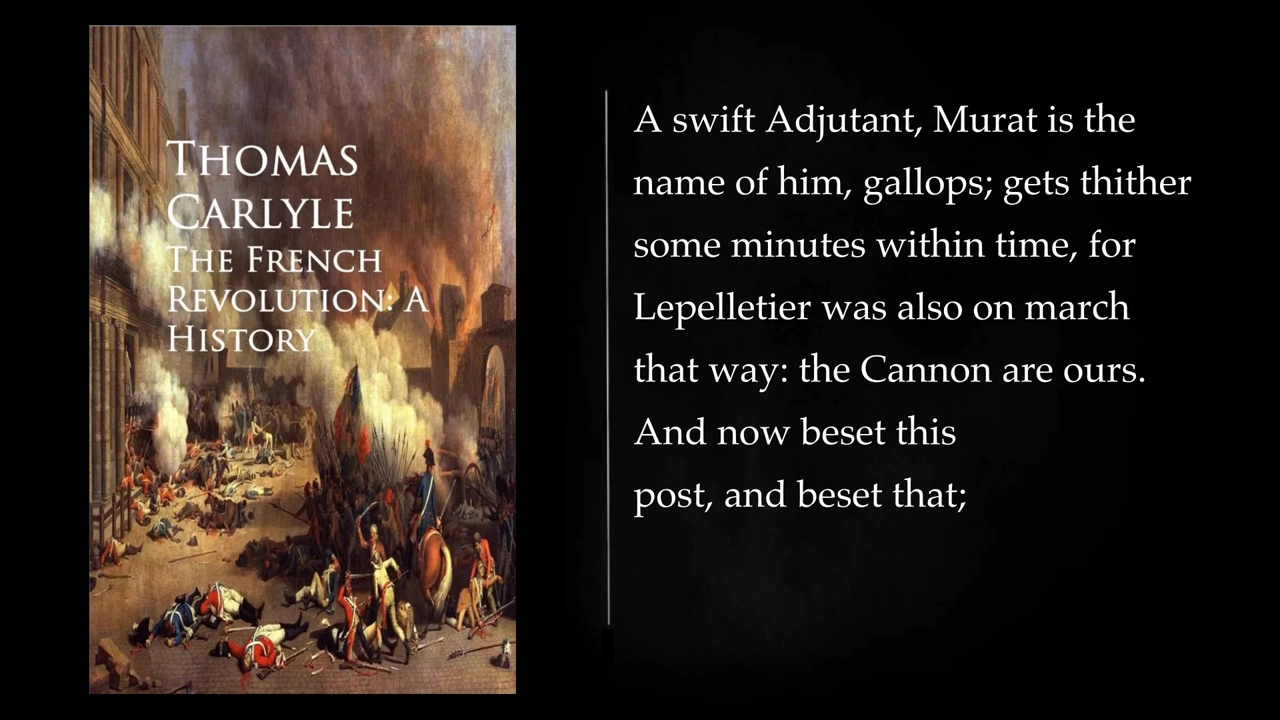 THOMAS
CARLYLE
THE FRENCH
REVOLUTION: A
HISTORY
A swift Adjutant, Murat is the
name of him, gallops; gets thither
some minutes within time, for
Lepelletier was also on march
that way: the Cannon are ours.
And now beset this
post, and beset that;